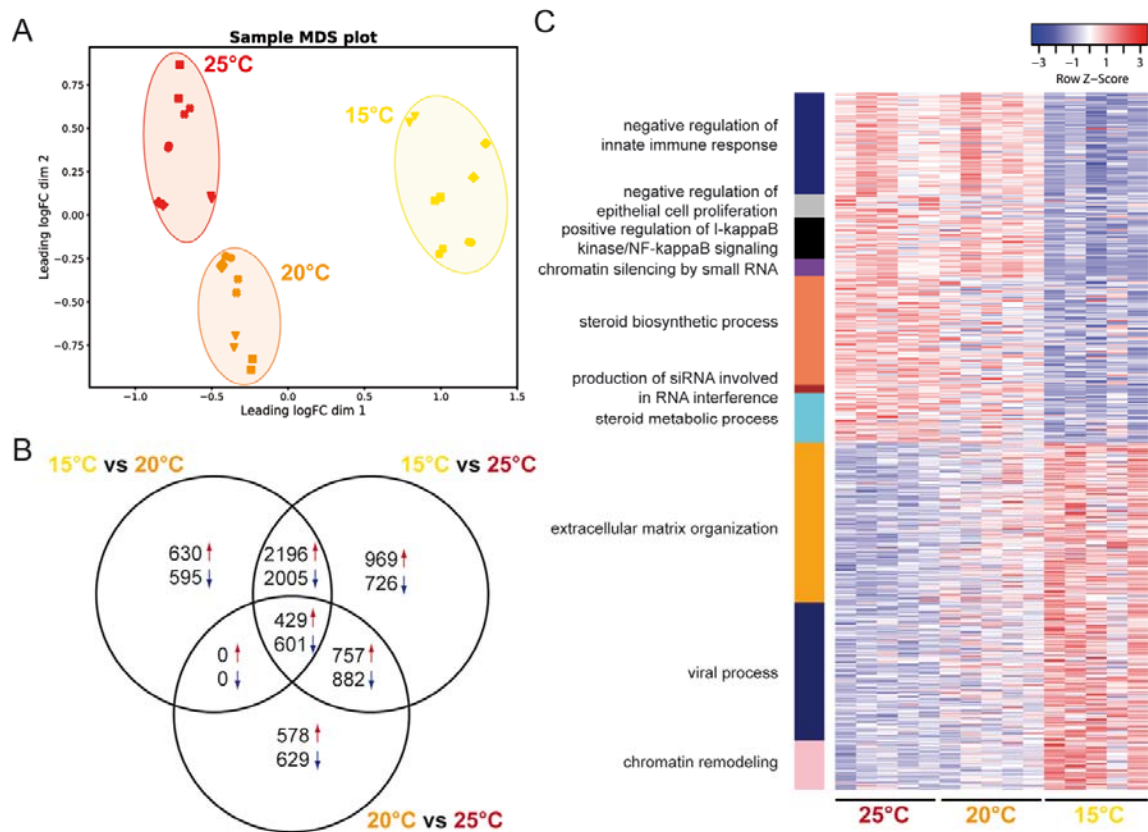 A
Sample MDS plot
25°C
15°C
20°C
0.75
0.50
0.25
0.00
−0.25
−0.50
−0.75
Leading logFC dim 2
−1.0
−0.5
0.0
0.5
1.0
1.5
Leading logFC dim 1
B
15°C vs 20°C
15°C vs 25°C
630↑
595↓
2196↑
2005↓
969↑
726↓
429↑
601↓
0↑
0↓
757↑
882↓
578↑
629↓
20°C vs 25°C
C
−3 −1 1 3
Row Z−Score
negative regulation of
innate immune response
negative regulation of
epithelial cell proliferation
positive regulation of I-kappaB
kinase/NF-kappaB signaling
chromatin silencing by small RNA
steroid biosynthetic process
production of siRNA involved
in RNA interference
steroid metabolic process
extracellular matrix organization
viral process
chromatin remodeling
25°C 20°C 15°C